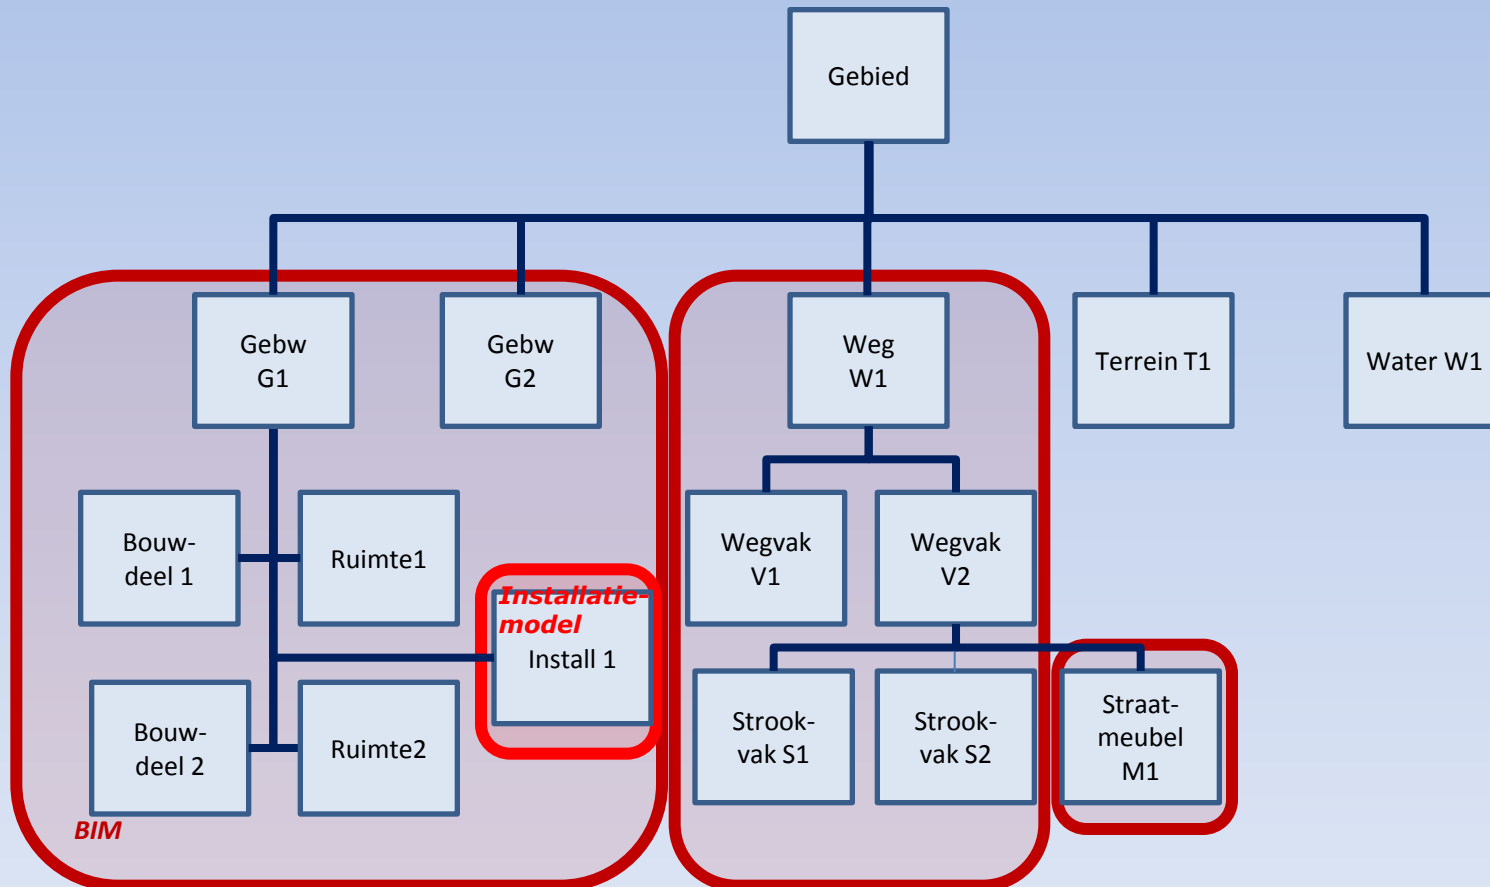 Gebied
Gebw
G1
Gebw
G2
Weg
W1
Terrein T1
Water W1
Bouw-
deel 1
Ruimte1
Installatie-
model
Install 1
Wegvak
V1
Wegvak
V2
Bouw-
deel 2
Ruimte2
Strook-
vak S1
Strook-
vak S2
Straat-
meubel
M1
BIM